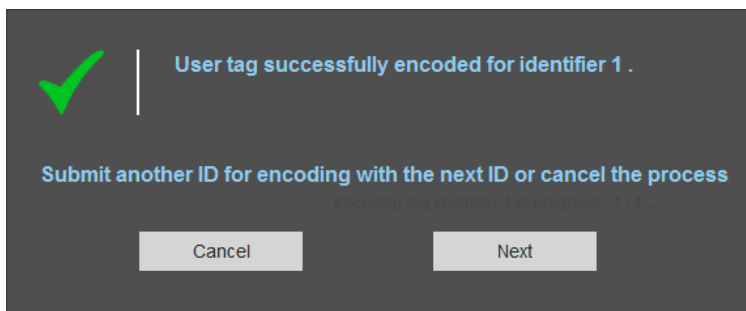 User tag successfully encoded for identifier 1 .
Submit another ID for encoding with the next ID or cancel the process
Encoding tag identifier 1 in progress : 1 / 1 ...
Cancel
Next